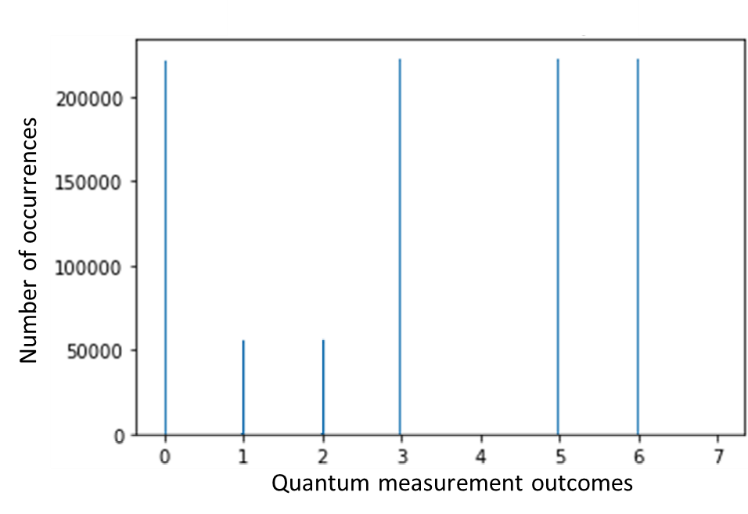 Number of occurrences
200000
150000
100000
50000
0
0 1 2 3 4 5 6 7
Quantum measurement outcomes